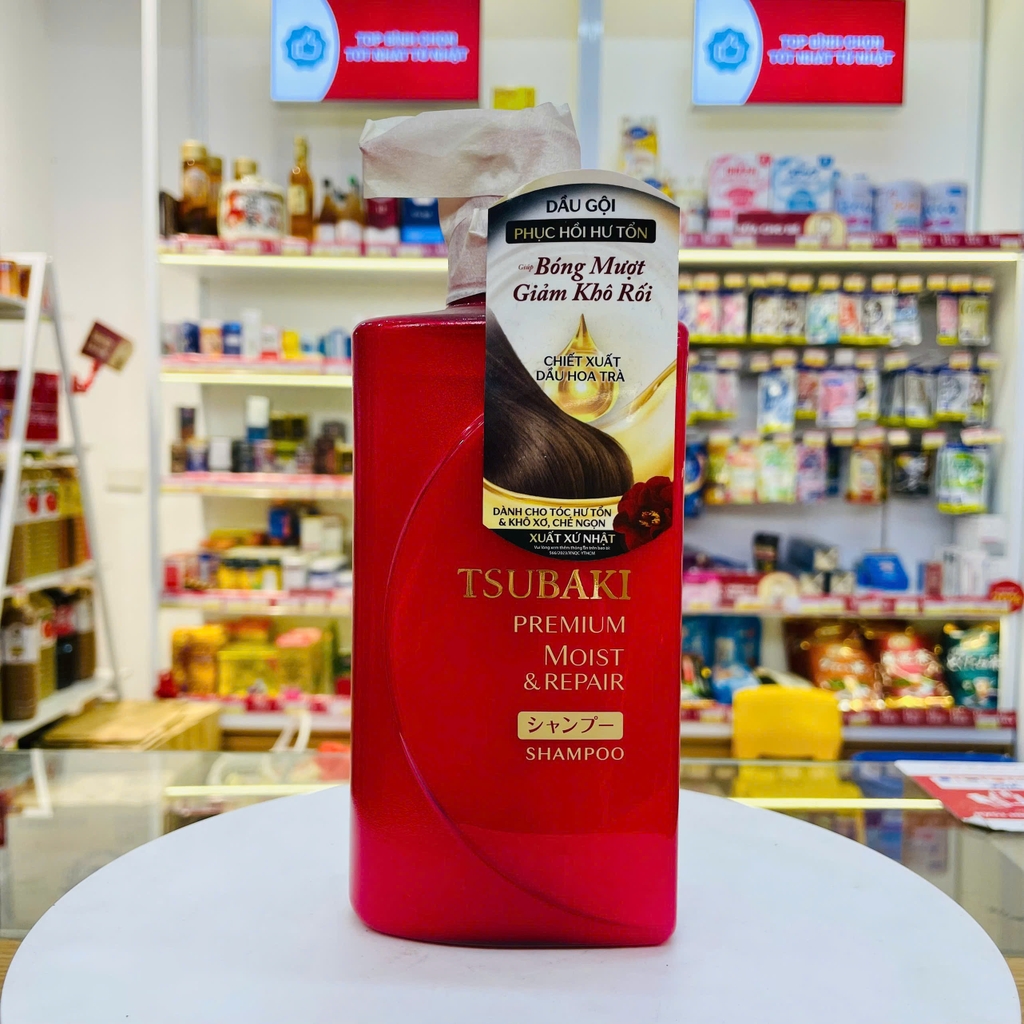 TOP BÌNH CHỌN
TỐT NHẤT TỪ NHẬT
TOP BÌNH CHỌN
TỐT NHẤT TỪ NHẬT
DẦU GỘI
PHỤC HỒI HƯ TỔN
Giúp Bóng Mượt
Giảm Khô Rối
CHIẾT XUẤT
DẦU HOA TRÀ
DÀNH CHO TÓC HƯ TỔN
& KHÔ XƠ, CHẺ NGỌN
XUẤT XỨ NHẬT
TSUBAKI
PREMIUM
MOIST
& REPAIR
シャンプー
SHAMPOO